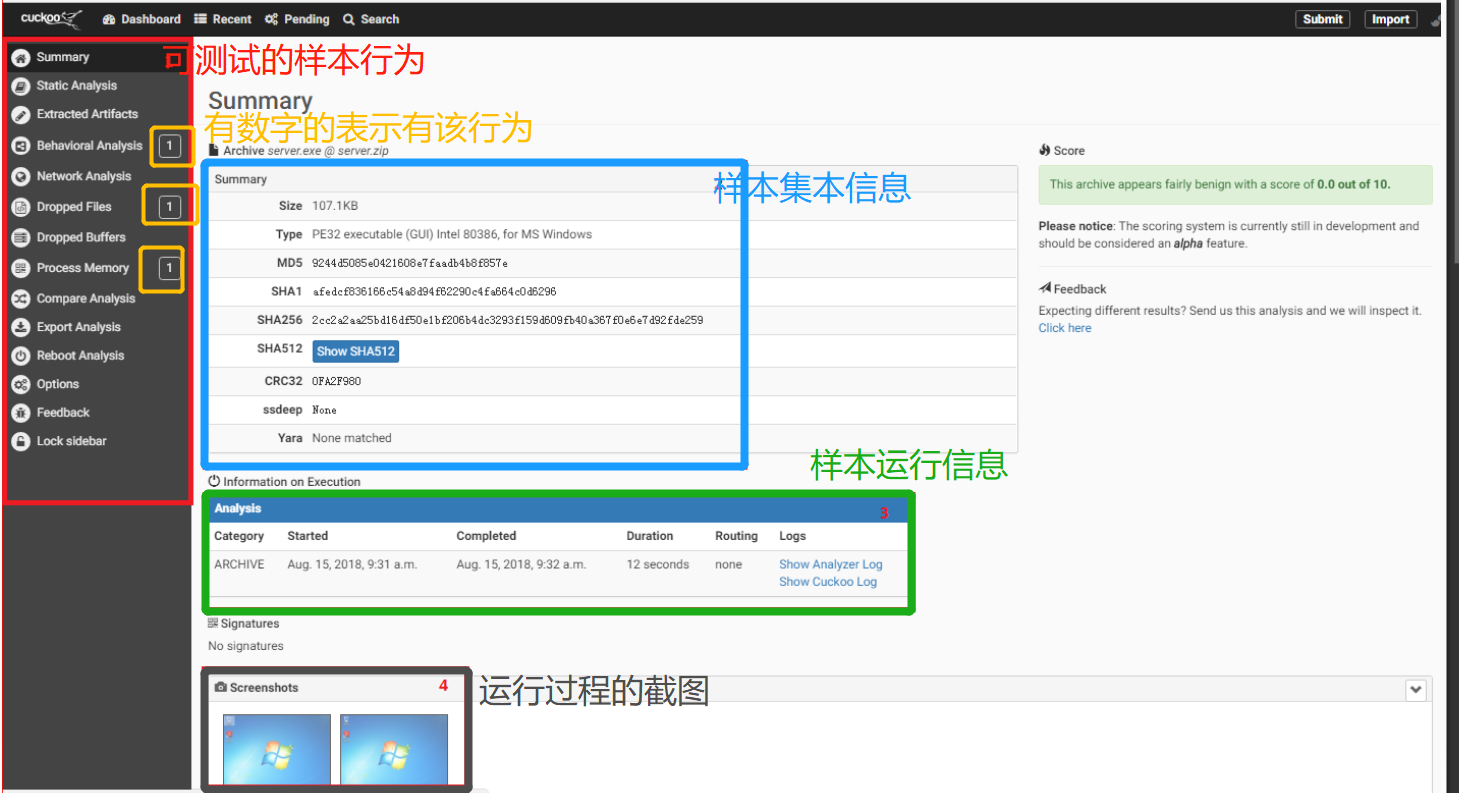 cuckoo Dashboard Recent Pending Search Submit Import
Summary
可测试的样本行为
Static Analysis
Extracted Artifacts
Behavioral Analysis 1
Network Analysis
Dropped Files 1
Dropped Buffers
Process Memory 1
Compare Analysis
Export Analysis
Reboot Analysis
Options
Feedback
Lock sidebar
Summary
有数字的表示有该行为
Archive server.exe @ server.zip
Summary
样本集本信息
Size 107.1KB
Type PE32 executable (GUI) Intel 80386, for MS Windows
MD5 9244d5085e0421608e7faadb4b8f857e
SHA1 afedcf836166c54a8d94f62290c4fa664c0d6296
SHA256 2cc2a2aa25bd16df50e1bf206b4dc3293f159d609fb40a367f0e6e7d92fde259
SHA512 Show SHA512
CRC32 0FA2F980
ssdeep None
Yara None matched
Score
This archive appears fairly benign with a score of 0.0 out of 10.
Please notice: The scoring system is currently still in development and
should be considered an alpha feature.
Feedback
Expecting different results? Send us this analysis and we will inspect it.
Click here
样本运行信息
Information on Execution
Analysis 3
Category Started Completed Duration Routing Logs
ARCHIVE Aug. 15, 2018, 9:31 a.m. Aug. 15, 2018, 9:32 a.m. 12 seconds none Show Analyzer Log
Show Cuckoo Log
Signatures
No signatures
Screenshots 4
运行过程的截图